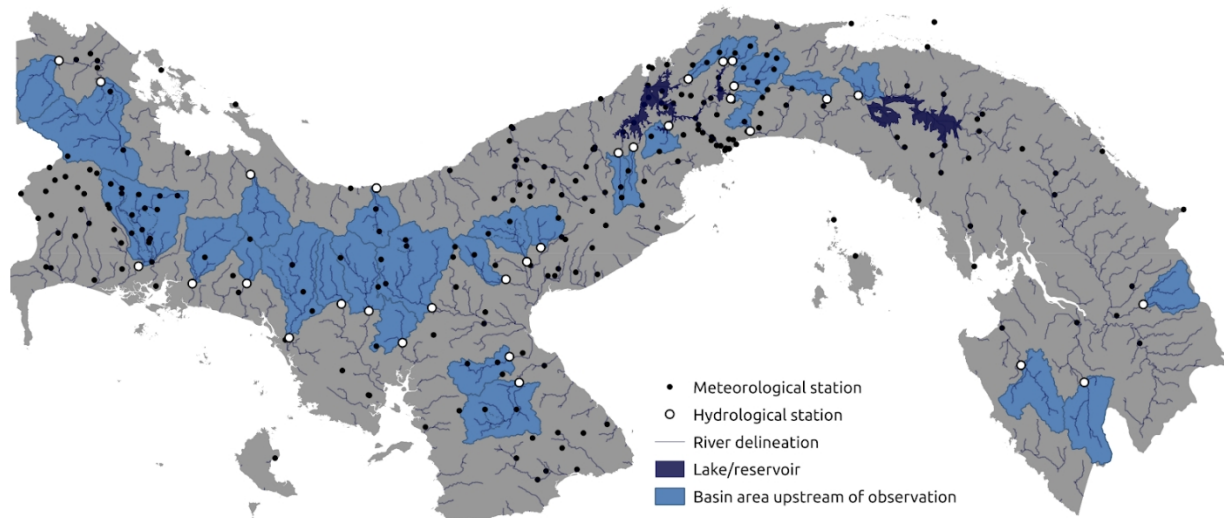 Meteorological station
Hydrological station
River delineation
Lake/reservoir
Basin area upstream of observation